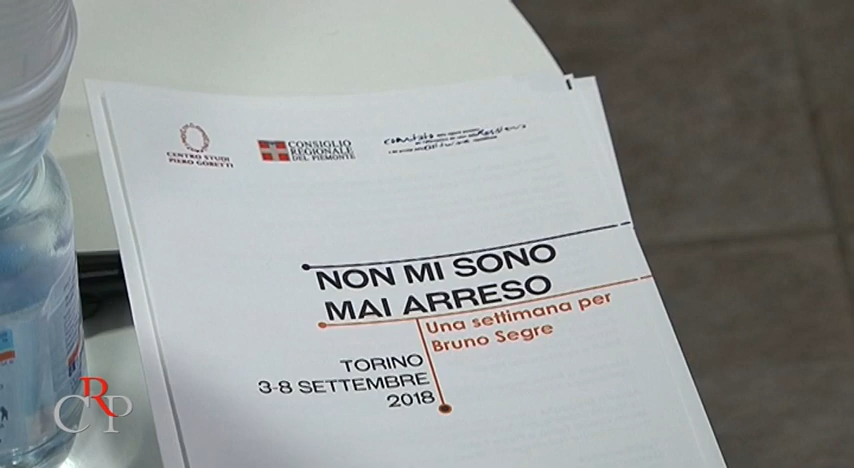 CENTRO STUDI
PIERO GOBETTI
CONSIGLIO
REGIONALE
DEL PIEMONTE
comitato
NON MI SONO
MAI ARRESO
Una settimana per
Bruno Segre
TORINO
3-8 SETTEMBRE
2018
CRP